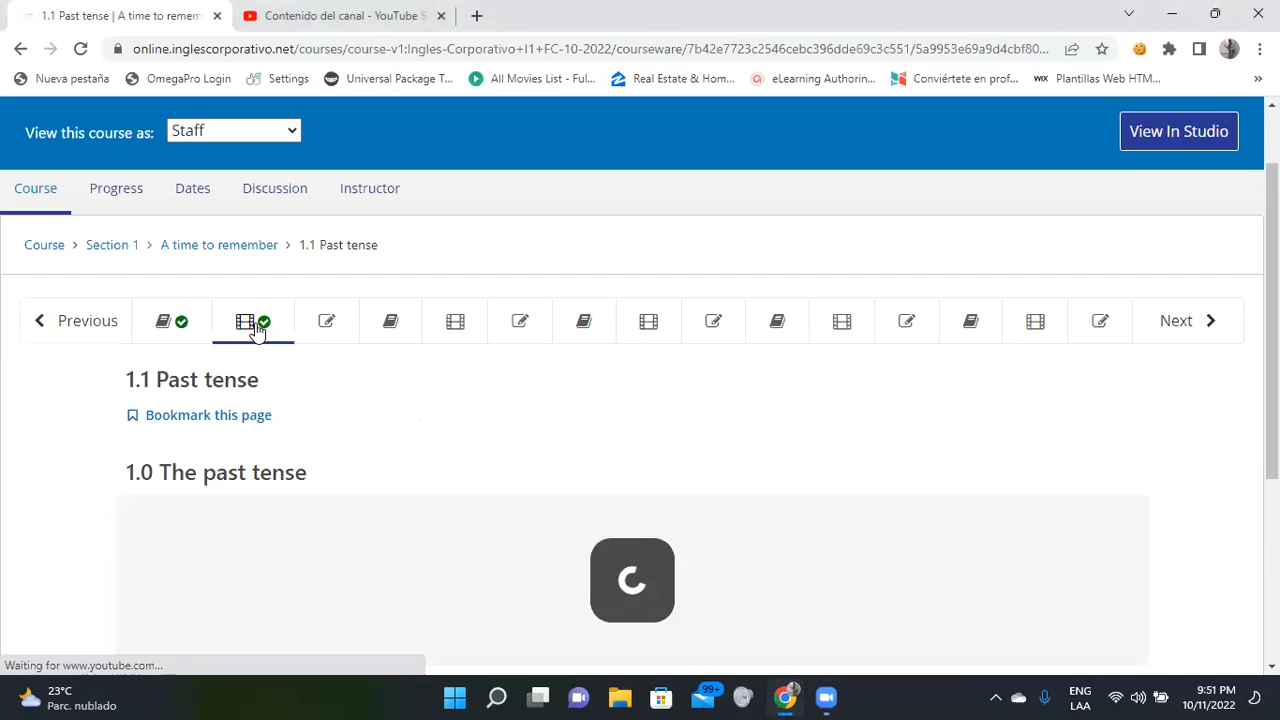 1.1 Past tense | A time to remem
Contenido del canal - YouTube S
online.inglescorporativo.net/courses/course-v1:Ingles-Corporativo+I1+FC-10-2022/courseware/7b42e7723c2546cebc396dde69c3c551/5a9953e69a9d4cbf80...
Nueva pestaña
OmegaPro Login
Settings
Universal Package T...
All Movies List - Ful...
Real Estate & Hom...
eLearning Authorin...
Conviértete en prof...
WIX Plantillas Web HTM...
»
View this course as: Staff
View In Studio
Course Progress Dates Discussion Instructor
Course > Section 1 > A time to remember > 1.1 Past tense
Previous
Next
1.1 Past tense
Bookmark this page
1.0 The past tense
Waiting for www.youtube.com...
23°C
Parc. nublado
99+
ENG
LAA
9:51 PM
10/11/2022